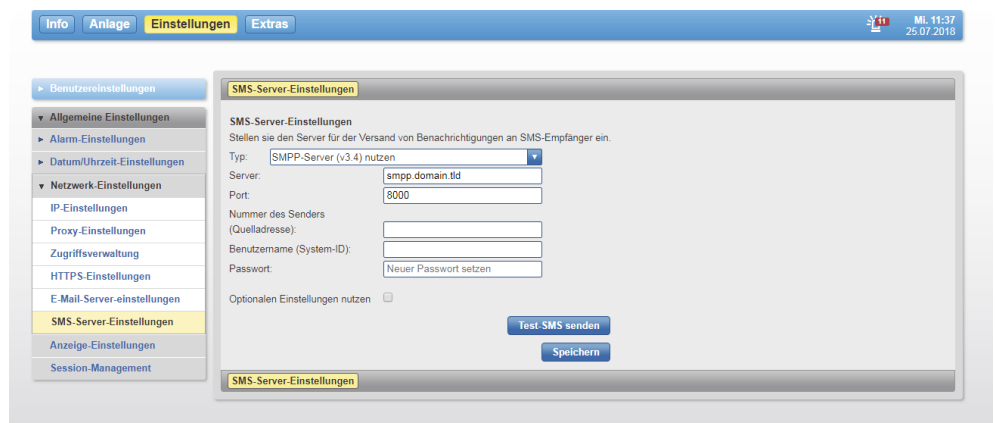 Info Anlage Einstellungen Extras
11
Mi. 11:37
25.07.2018
Benutzereinstellungen
Allgemeine Einstellungen
Alarm-Einstellungen
Datum/Uhrzeit-Einstellungen
Netzwerk-Einstellungen
IP-Einstellungen
Proxy-Einstellungen
Zugriffsverwaltung
HTTPS-Einstellungen
E-Mail-Server-einstellungen
SMS-Server-Einstellungen
Anzeige-Einstellungen
Session-Management
SMS-Server-Einstellungen
SMS-Server-Einstellungen
Stellen sie den Server für der Versand von Benachrichtigungen an SMS-Empfänger ein.
Typ: SMPP-Server (v3.4) nutzen
Server: smpp.domain.tld
Port: 8000
Nummer des Senders
(Quelladresse):
Benutzername (System-ID):
Passwort: Neuer Passwort setzen
Optionalen Einstellungen nutzen
Test-SMS senden
Speichern
SMS-Server-Einstellungen